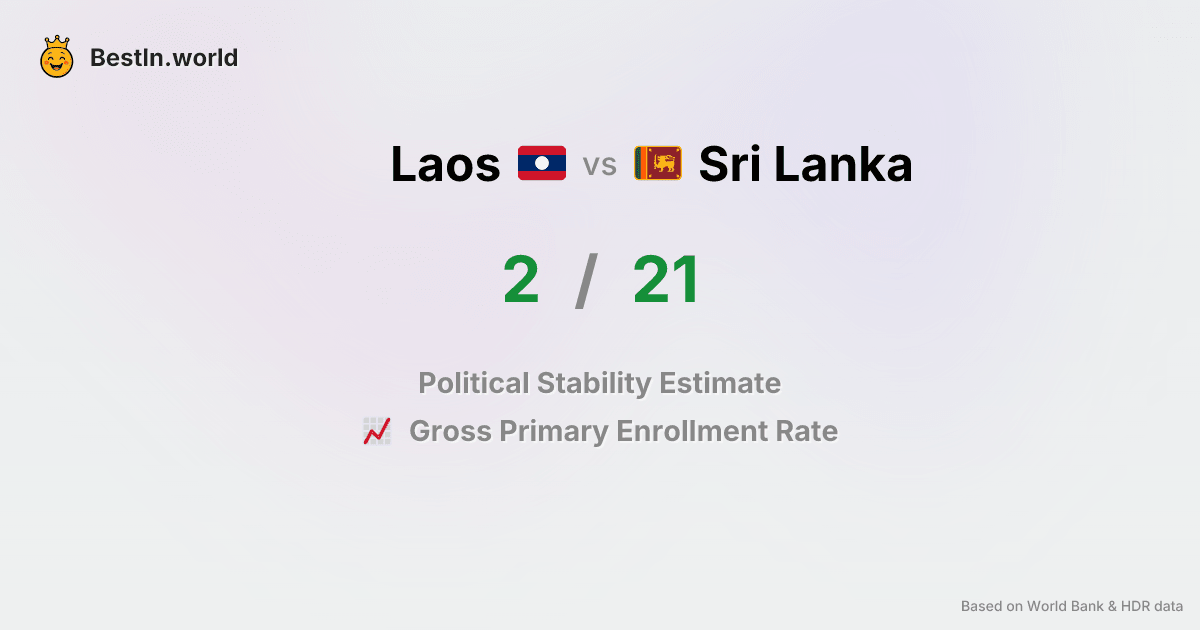 BestIn.world
Laos vs Sri Lanka
2 / 21
Political Stability Estimate
Gross Primary Enrollment Rate
Based on World Bank & HDR data